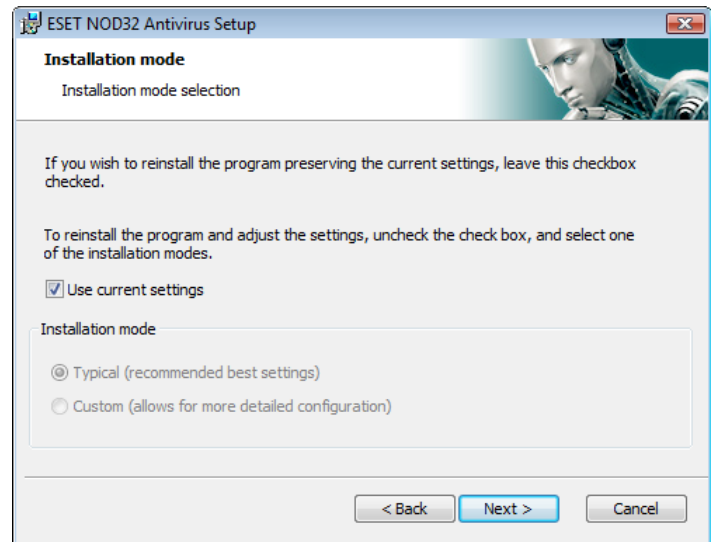 ESET NOD32 Antivirus Setup
Installation mode
Installation mode selection
If you wish to reinstall the program preserving the current settings, leave this checkbox
checked.
To reinstall the program and adjust the settings, uncheck the check box, and select one
of the installation modes.
Use current settings
Installation mode
Typical (recommended best settings)
Custom (allows for more detailed configuration)
< Back Next > Cancel